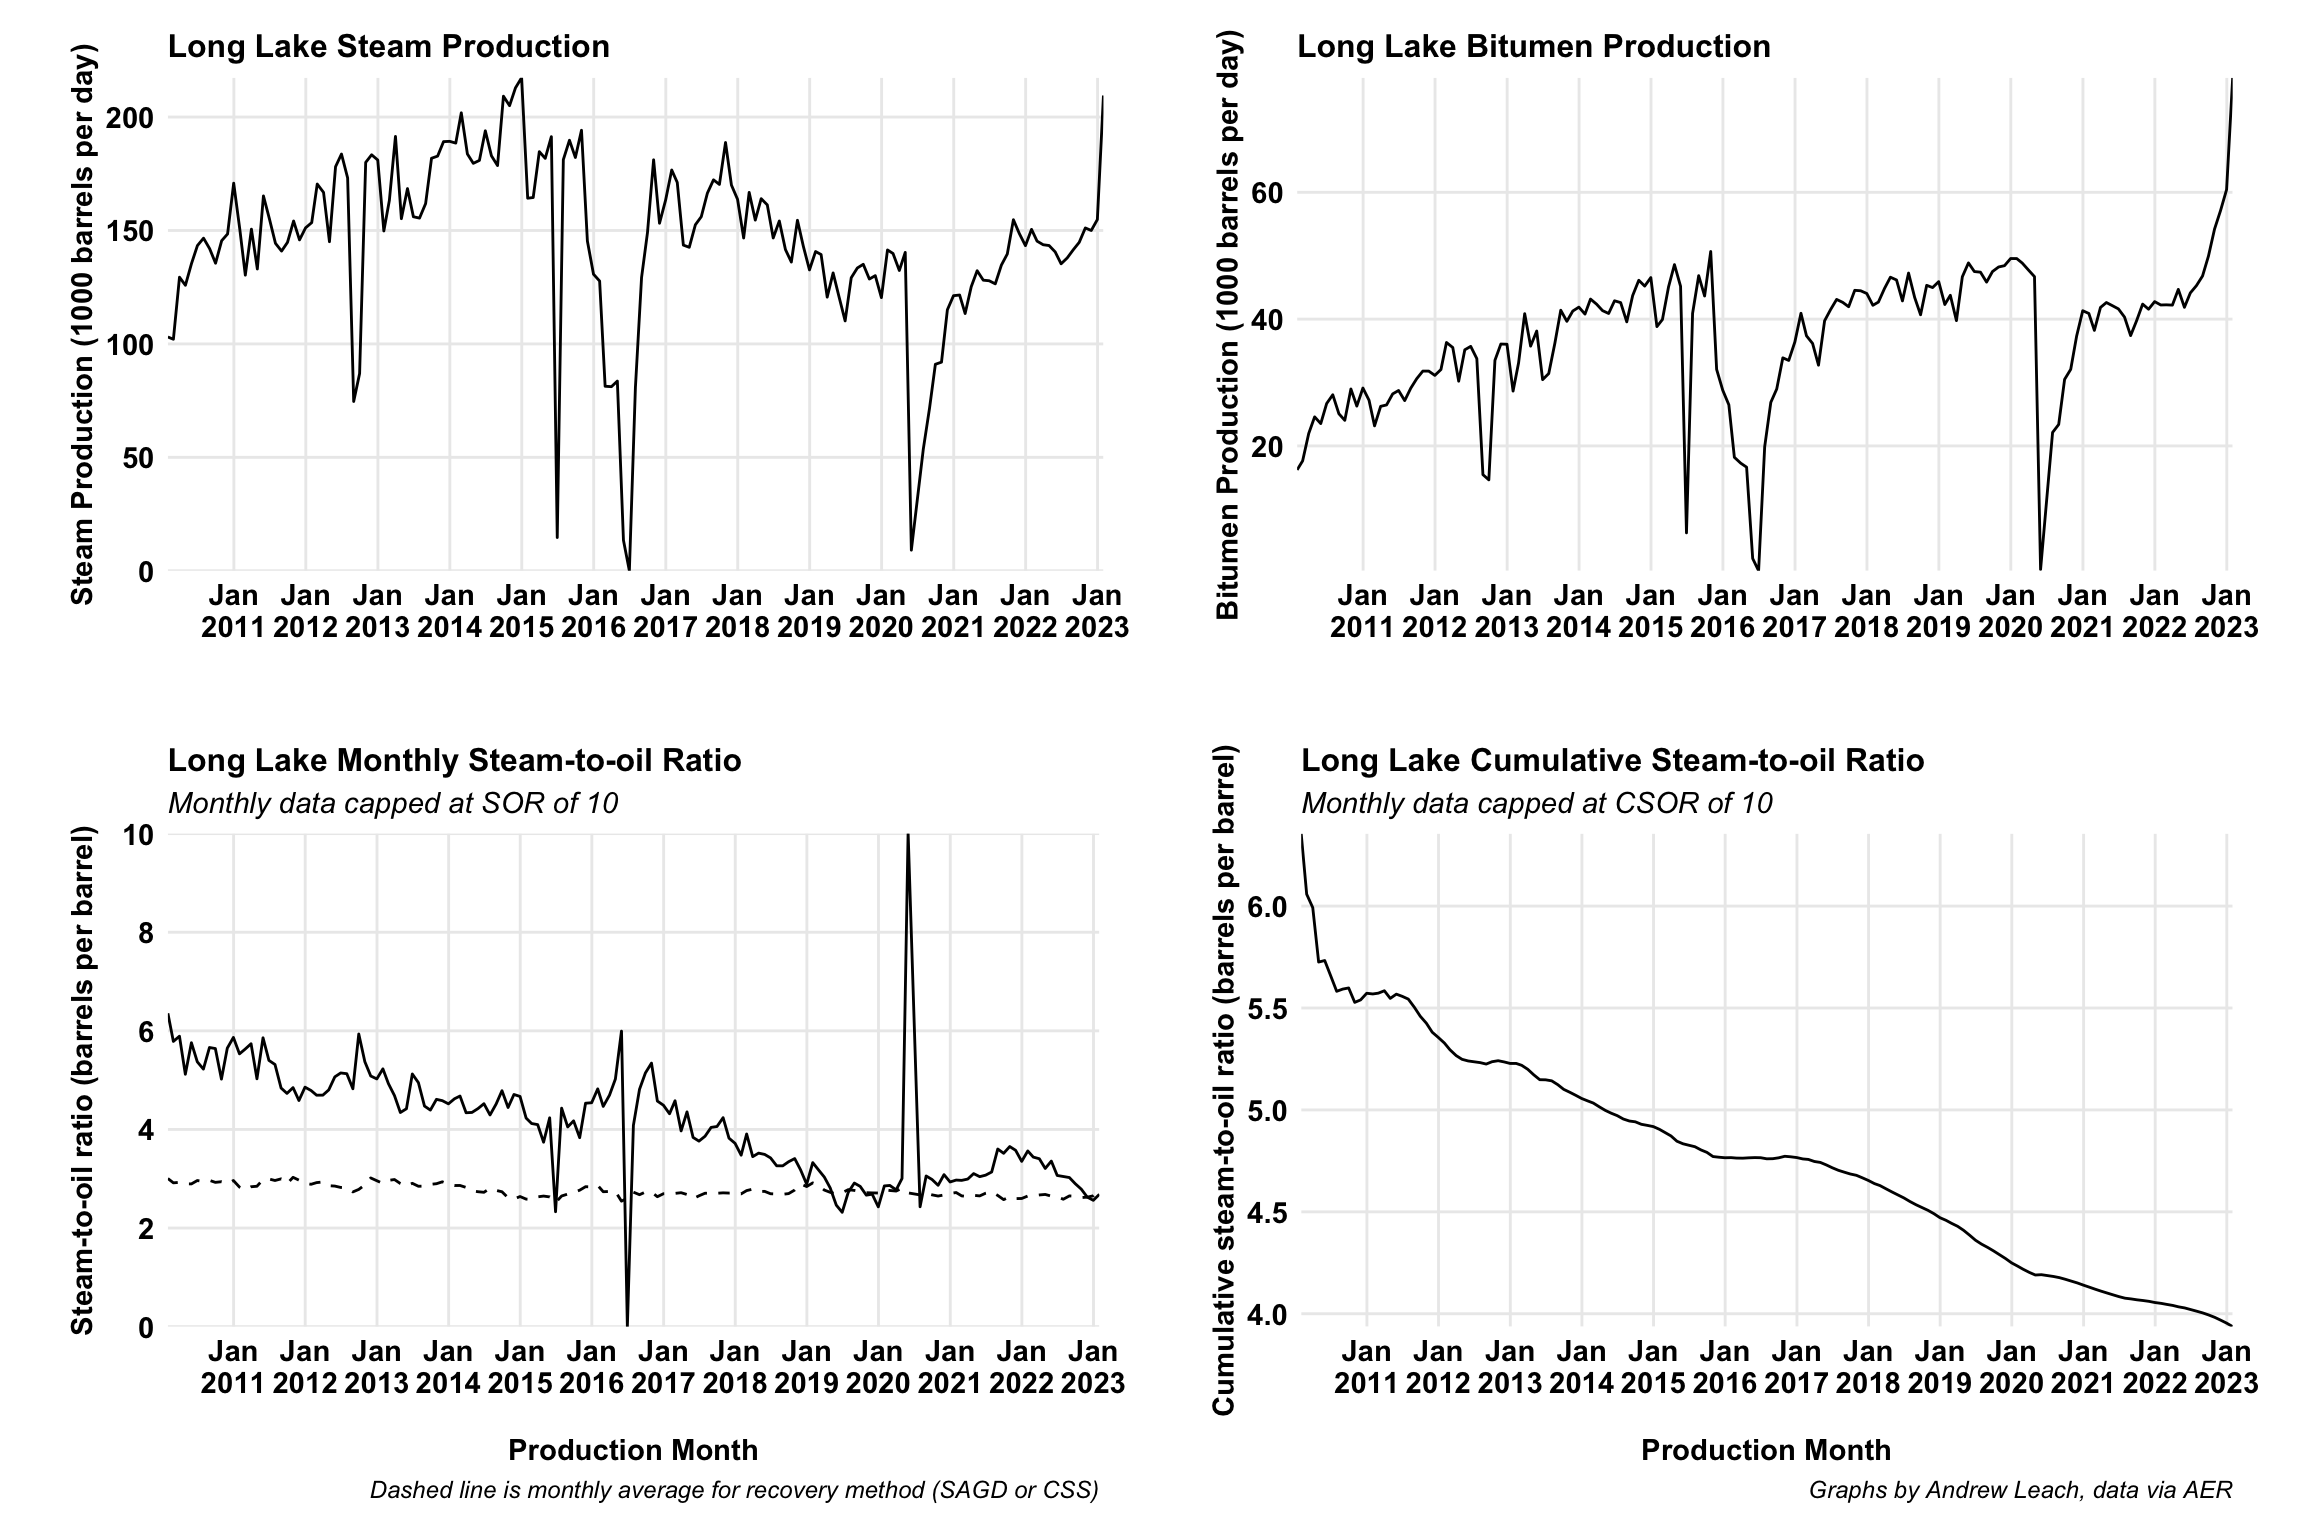 Long Lake Steam Production
Steam Production (1000 barrels per day)
200
150
100
50
0
Jan Jan Jan Jan Jan Jan Jan Jan Jan Jan Jan Jan Jan
2011 2012 2013 2014 2015 2016 2017 2018 2019 2020 2021 2022 2023
Long Lake Bitumen Production
Bitumen Production (1000 barrels per day)
60
40
20
Jan Jan Jan Jan Jan Jan Jan Jan Jan Jan Jan Jan Jan
2011 2012 2013 2014 2015 2016 2017 2018 2019 2020 2021 2022 2023
Long Lake Monthly Steam-to-oil Ratio
Monthly data capped at SOR of 10
Steam-to-oil ratio (barrels per barrel)
10
8
6
4
2
0
Jan Jan Jan Jan Jan Jan Jan Jan Jan Jan Jan Jan Jan
2011 2012 2013 2014 2015 2016 2017 2018 2019 2020 2021 2022 2023
Production Month
Dashed line is monthly average for recovery method (SAGD or CSS)
Long Lake Cumulative Steam-to-oil Ratio
Monthly data capped at CSOR of 10
Cumulative steam-to-oil ratio (barrels per barrel)
6.0
5.5
5.0
4.5
4.0
Jan Jan Jan Jan Jan Jan Jan Jan Jan Jan Jan Jan Jan
2011 2012 2013 2014 2015 2016 2017 2018 2019 2020 2021 2022 2023
Production Month
Graphs by Andrew Leach, data via AER